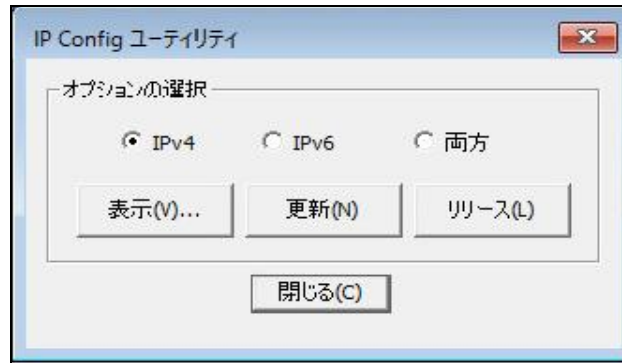 IP Config ユーティリティ
オプションの選択
IPv4 IPv6 両方
表示(V)... 更新(N) リリース(L)
閉じる(C)